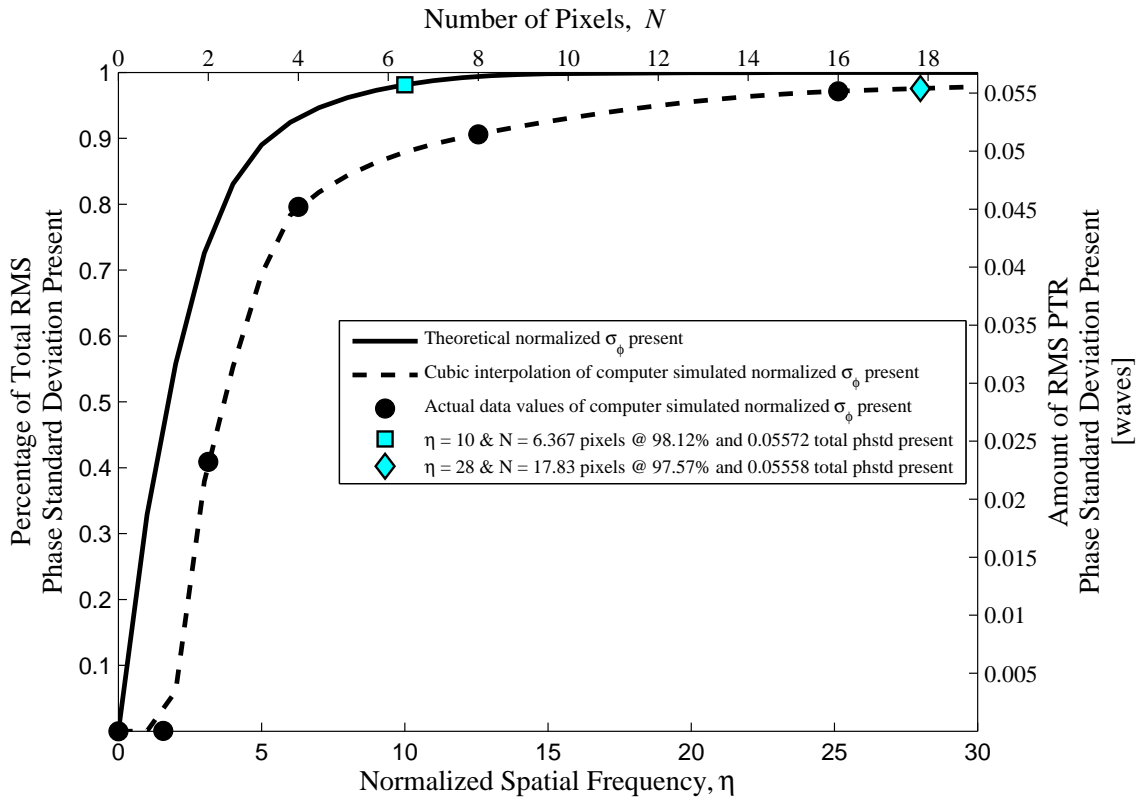 Number of Pixels, N
0 2 4 6 8 10 12 14 16 18
Percentage of Total RMS
Phase Standard Deviation Present
1
0.9
0.8
0.7
0.6
0.5
0.4
0.3
0.2
0.1
Theoretical normalized σϕ present
Cubic interpolation of computer simulated normalized σϕ present
Actual data values of computer simulated normalized σϕ present
η = 10 & N = 6.367 pixels @ 98.12% and 0.05572 total phstd present
η = 28 & N = 17.83 pixels @ 97.57% and 0.05558 total phstd present
0.055
0.05
0.045
0.04
0.035
0.03
0.025
0.02
0.015
0.01
0.005
Amount of RMS PTR
Phase Standard Deviation Present
[waves]
0 5 10 15 20 25 30
Normalized Spatial Frequency, η